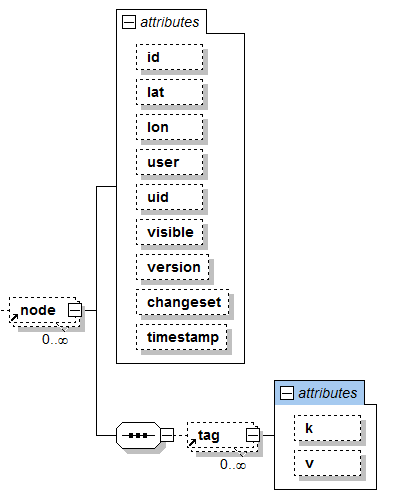 attributes
id
lat
lon
user
uid
visible
version
changeset
timestamp
node
0..∞
tag
0..∞
attributes
k
v